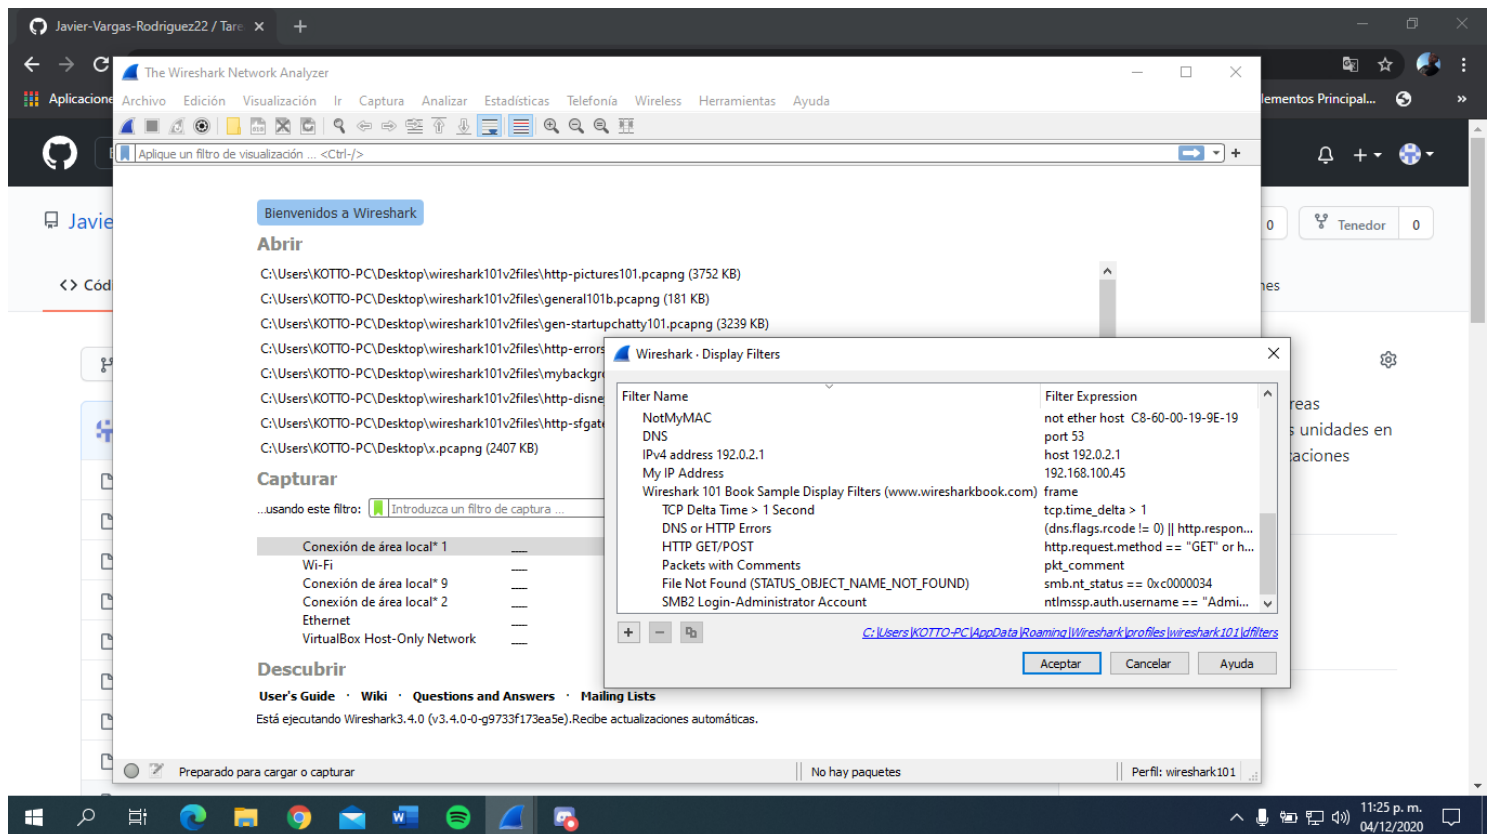 Javier-Vargas-Rodriguez22 / Tare
The Wireshark Network Analyzer
Aplicacione
lementos Principal...
Archivo Edición Visualización Ir Captura Analizar Estadísticas Telefonía Wireless Herramientas Ayuda
Aplique un filtro de visualización ... <Ctrl-/>
Javie
Bienvenidos a Wireshark
0
Tenedor 0
Abrir
<> Cód
C:\Users\KOTTO-PC\Desktop\wireshark101v2files\http-pictures101.pcapng (3752 KB)
C:\Users\KOTTO-PC\Desktop\wireshark101v2files\general101b.pcapng (181 KB)
C:\Users\KOTTO-PC\Desktop\wireshark101v2files\gen-startupchatty101.pcapng (3239 KB)
C:\Users\KOTTO-PC\Desktop\wireshark101v2files\http-errors
C:\Users\KOTTO-PC\Desktop\wireshark101v2files\mybackgro
C:\Users\KOTTO-PC\Desktop\wireshark101v2files\http-disne
C:\Users\KOTTO-PC\Desktop\wireshark101v2files\http-sfgate
C:\Users\KOTTO-PC\Desktop\x.pcapng (2407 KB)
nes
reas
s unidades en
caciones
Wireshark · Display Filters
Filter Name Filter Expression
NotMyMAC not ether host C8-60-00-19-9E-19
DNS port 53
IPv4 address 192.0.2.1 host 192.0.2.1
My IP Address 192.168.100.45
Wireshark 101 Book Sample Display Filters (www.wiresharkbook.com) frame
TCP Delta Time > 1 Second tcp.time_delta > 1
DNS or HTTP Errors (dns.flags.rcode != 0) || http.respon...
HTTP GET/POST http.request.method == "GET" or h...
Packets with Comments pkt_comment
File Not Found (STATUS_OBJECT_NAME_NOT_FOUND) smb.nt_status == 0xc0000034
SMB2 Login-Administrator Account ntlmssp.auth.username == "Admi...
C:\Users\KOTTO-PC\AppData\Roaming\Wireshark\profiles\wireshark101\dfilters
Aceptar Cancelar Ayuda
Capturar
...usando este filtro: Introduzca un filtro de captura ...
Conexión de área local* 1
Wi-Fi
Conexión de área local* 9
Conexión de área local* 2
Ethernet
VirtualBox Host-Only Network
Descubrir
User's Guide · Wiki · Questions and Answers · Mailing Lists
Está ejecutando Wireshark3.4.0 (v3.4.0-0-g9733f173ea5e).Recibe actualizaciones automáticas.
Preparado para cargar o capturar No hay paquetes Perfil: wireshark101
11:25 p. m.
04/12/2020